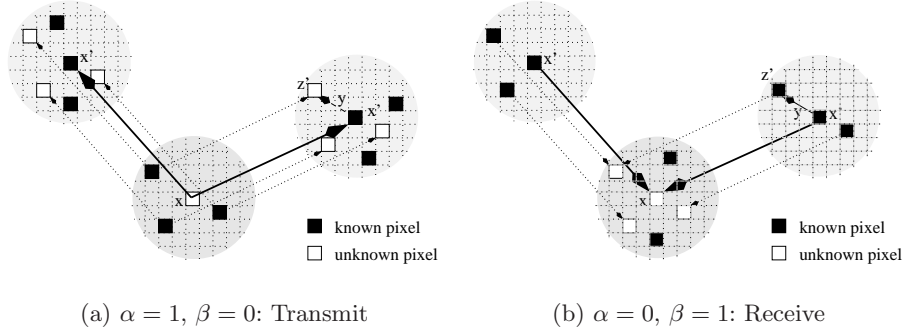 x'
z'
y
x'
x
known pixel
unknown pixel
(a) α = 1, β = 0: Transmit
x'
z'
y
x'
x
known pixel
unknown pixel
(b) α = 0, β = 1: Receive